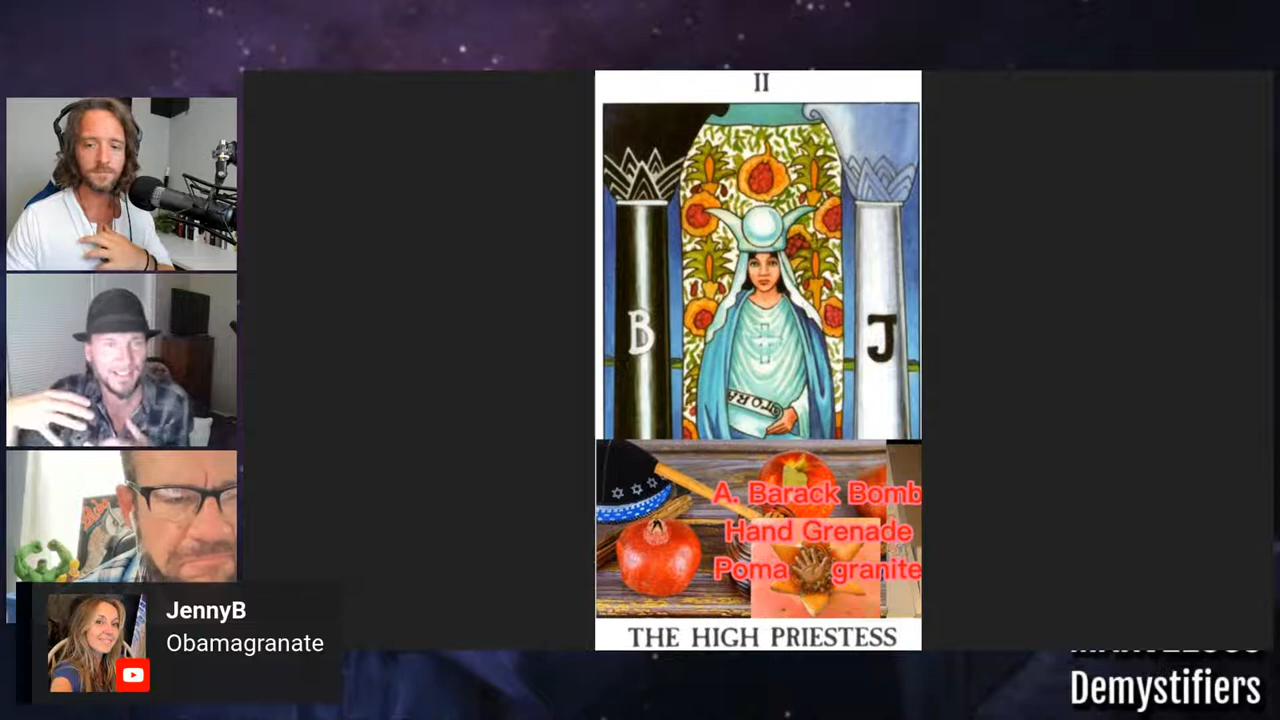 II
B
J
TORA
A. Barack Bomb
Hand Grenade
Poma granite
THE HIGH PRIESTESS
JennyB
Obamagranate
Demystifiers